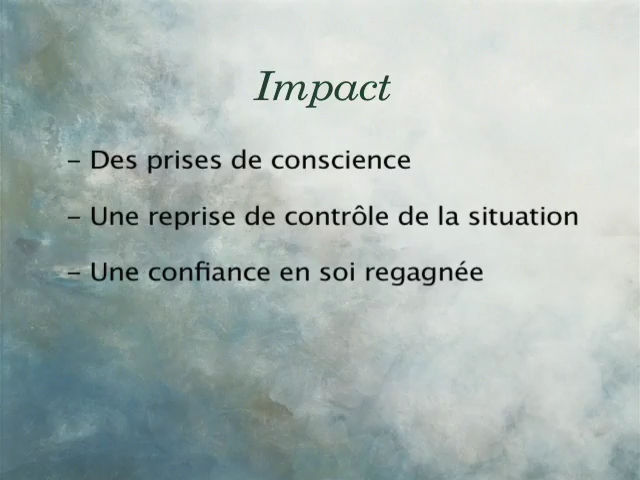 Impact
– Des prises de conscience
– Une reprise de contrôle de la situation
– Une confiance en soi regagnée